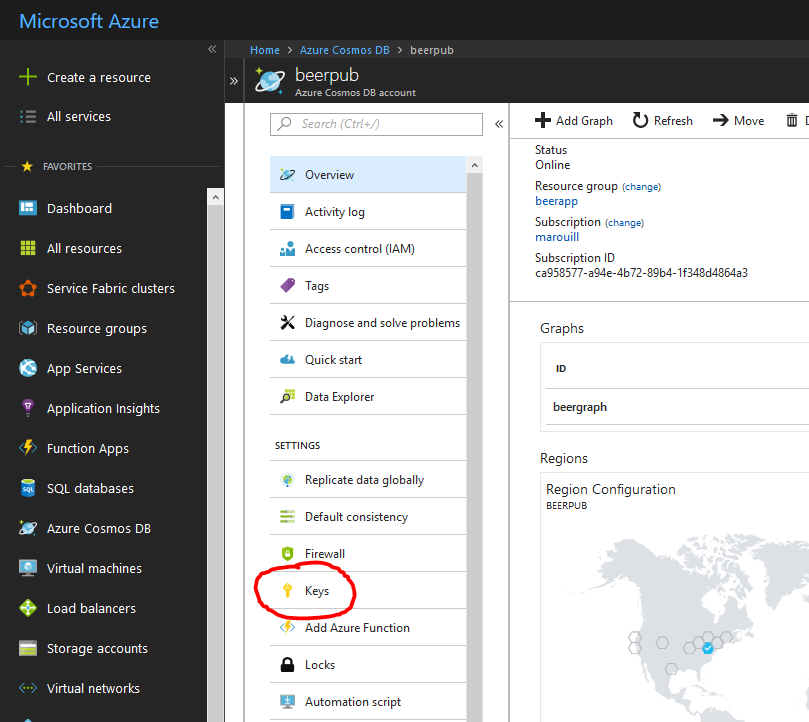 Microsoft Azure
Create a resource
All services
FAVORITES
Dashboard
All resources
Service Fabric clusters
Resource groups
App Services
Application Insights
Function Apps
SQL databases
Azure Cosmos DB
Virtual machines
Load balancers
Storage accounts
Virtual networks
Home > Azure Cosmos DB > beerpub
beerpub
Azure Cosmos DB account
Search (Ctrl+/)
Overview
Activity log
Access control (IAM)
Tags
Diagnose and solve problems
Quick start
Data Explorer
SETTINGS
Replicate data globally
Default consistency
Firewall
Keys
Add Azure Function
Locks
Automation script
Add Graph Refresh Move
Status
Online
Resource group (change)
beerapp
Subscription (change)
marouill
Subscription ID
ca958577-a94e-4b72-89b4-1f348d4864a3
Graphs
ID
beergraph
Regions
Region Configuration
BEERPUB